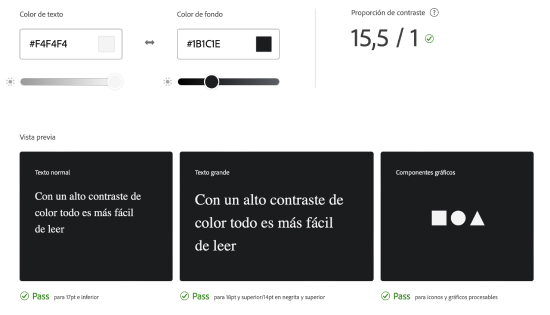 Color de texto
Color de fondo
Proporción de contraste ?
#F4F4F4
#1B1C1E
15,5 / 1
Vista previa
Texto normal
Con un alto contraste de
color todo es más fácil
de leer
Texto grande
Con un alto contraste de
color todo es más fácil
de leer
Componentes gráficos
Pass para 17pt e inferior
Pass para 18pt y superior/14pt en negrita y superior
Pass para iconos y gráficos procesables